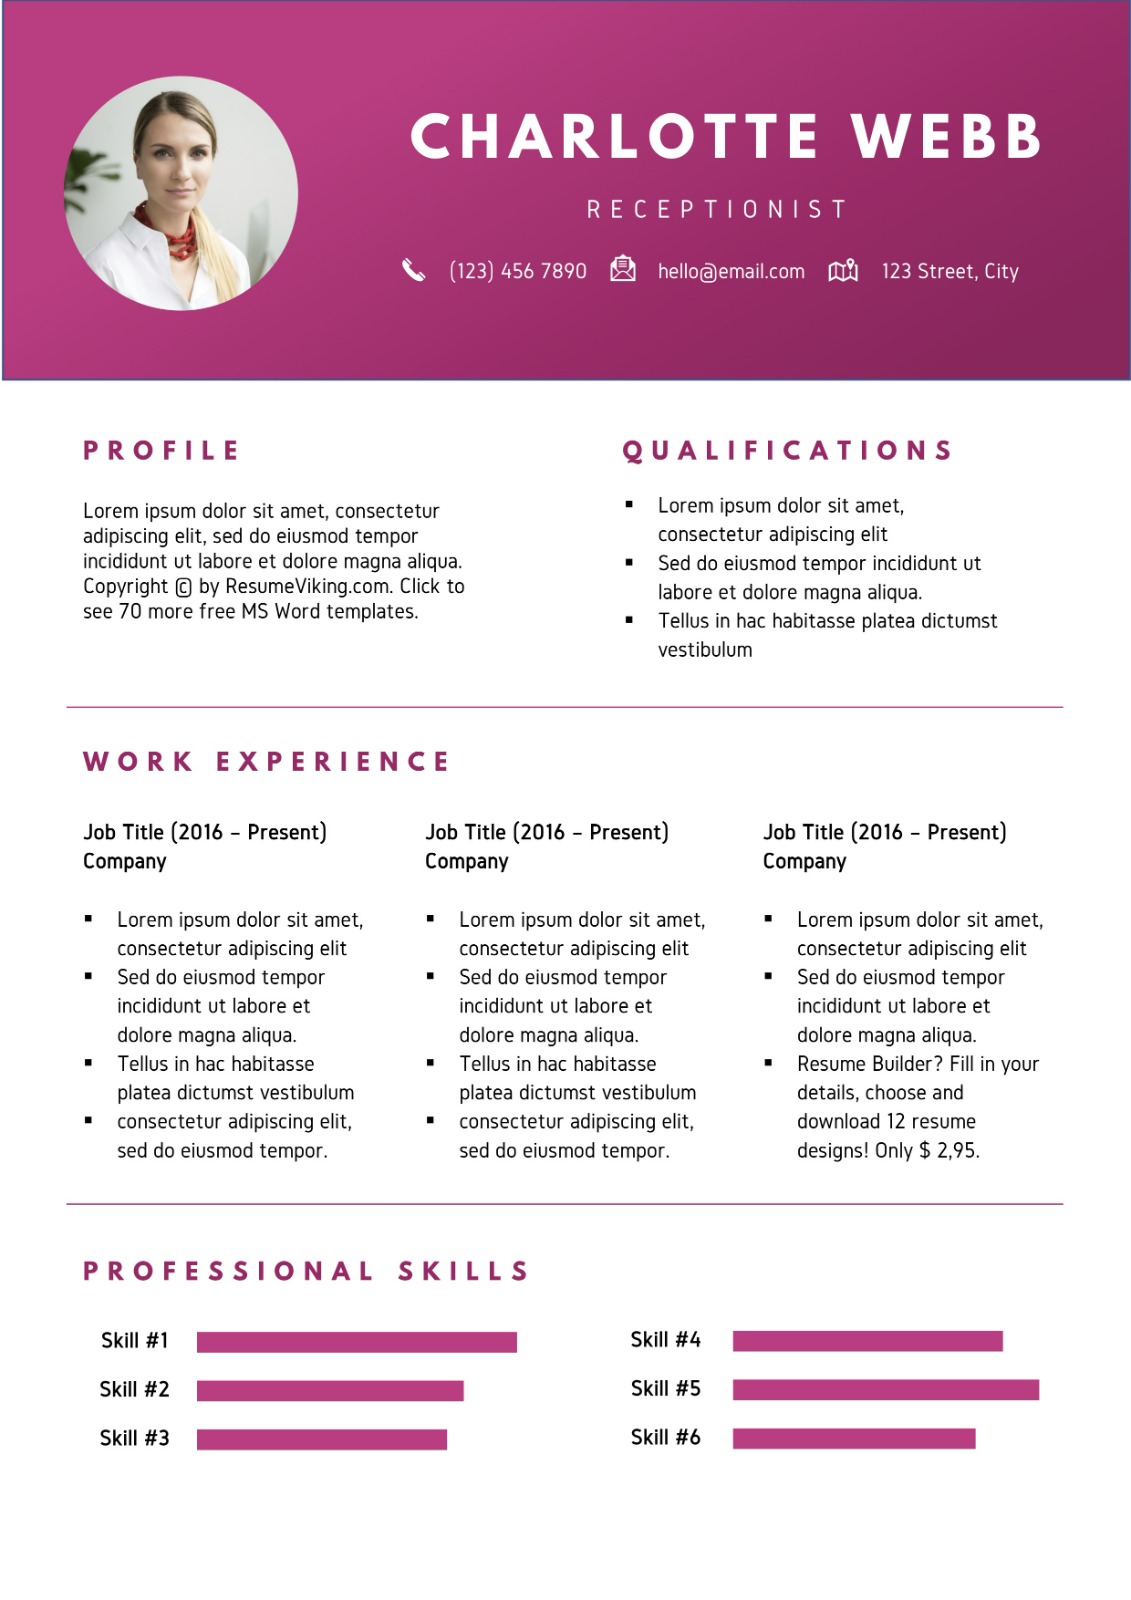 CHARLOTTE WEBB
RECEPTIONIST
(123) 456 7890 hello@email.com 123 Street, City
PROFILE
Lorem ipsum dolor sit amet, consectetur
adipiscing elit, sed do eiusmod tempor
incididunt ut labore et dolore magna aliqua.
Copyright © by ResumeViking.com. Click to
see 70 more free MS Word templates.
QUALIFICATIONS
▪ Lorem ipsum dolor sit amet,
consectetur adipiscing elit
▪ Sed do eiusmod tempor incididunt ut
labore et dolore magna aliqua.
▪ Tellus in hac habitasse platea dictumst
vestibulum
WORK EXPERIENCE
Job Title (2016 – Present)
Company
▪ Lorem ipsum dolor sit amet,
consectetur adipiscing elit
▪ Sed do eiusmod tempor
incididunt ut labore et
dolore magna aliqua.
▪ Tellus in hac habitasse
platea dictumst vestibulum
▪ consectetur adipiscing elit,
sed do eiusmod tempor.
Job Title (2016 – Present)
Company
▪ Lorem ipsum dolor sit amet,
consectetur adipiscing elit
▪ Sed do eiusmod tempor
incididunt ut labore et
dolore magna aliqua.
▪ Tellus in hac habitasse
platea dictumst vestibulum
▪ consectetur adipiscing elit,
sed do eiusmod tempor.
Job Title (2016 – Present)
Company
▪ Lorem ipsum dolor sit amet,
consectetur adipiscing elit
▪ Sed do eiusmod tempor
incididunt ut labore et
dolore magna aliqua.
▪ Resume Builder? Fill in your
details, choose and
download 12 resume
designs! Only $ 2,95.
PROFESSIONAL SKILLS
Skill #1
Skill #2
Skill #3
Skill #4
Skill #5
Skill #6